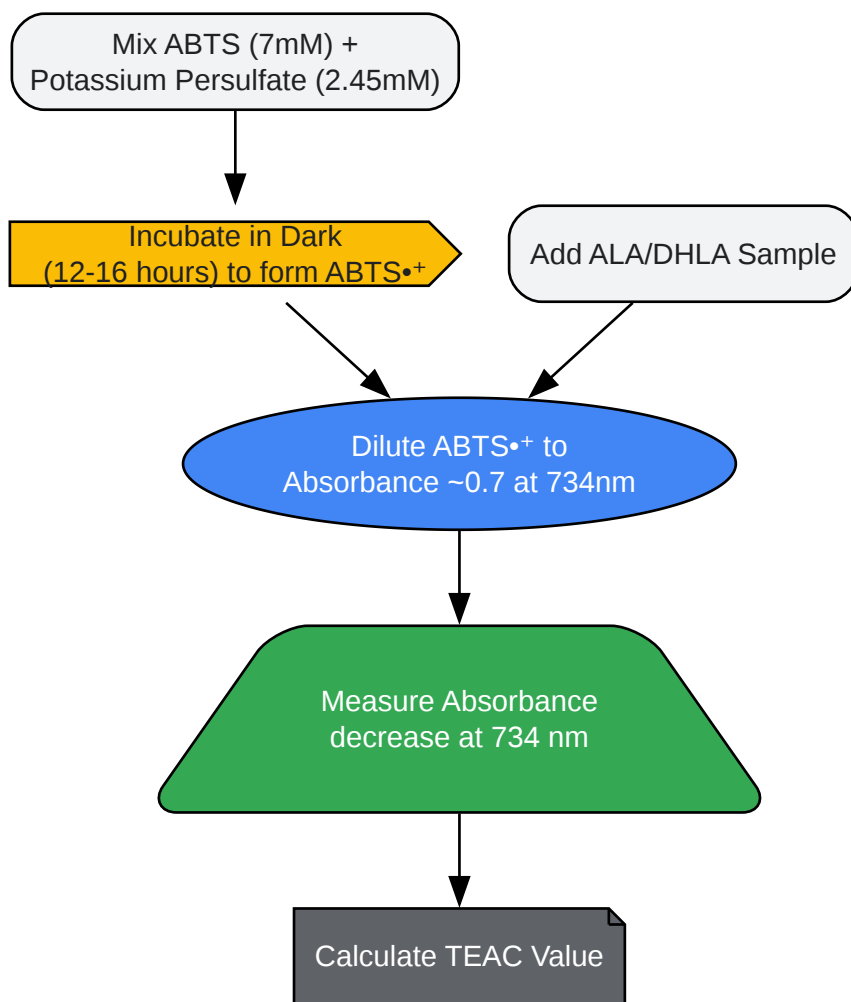 Mix ABTS (7mM) +
Potassium Persulfate (2.45mM)
Incubate in Dark
(12-16 hours) to form ABTS•⁺
Add ALA/DHLA Sample
Dilute ABTS•⁺ to
Absorbance ~0.7 at 734nm
Measure Absorbance
decrease at 734 nm
Calculate TEAC Value